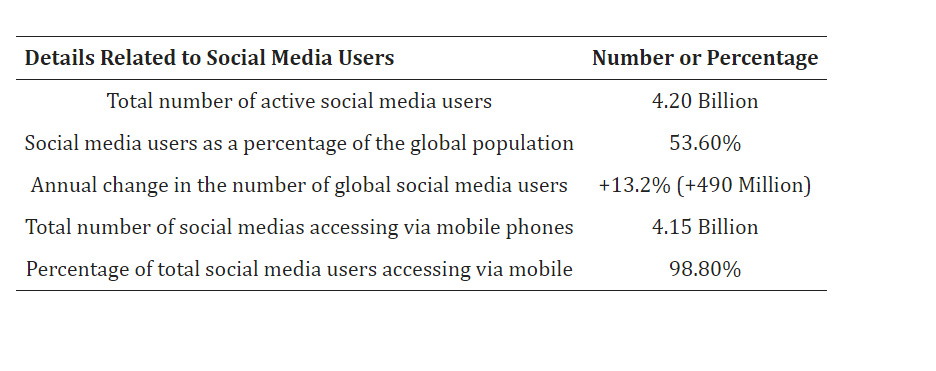 Details Related to Social Media Users Number or Percentage
Total number of active social media users 4.20 Billion
Social media users as a percentage of the global population 53.60%
Annual change in the number of global social media users +13.2% (+490 Million)
Total number of social medias accessing via mobile phones 4.15 Billion
Percentage of total social media users accessing via mobile 98.80%